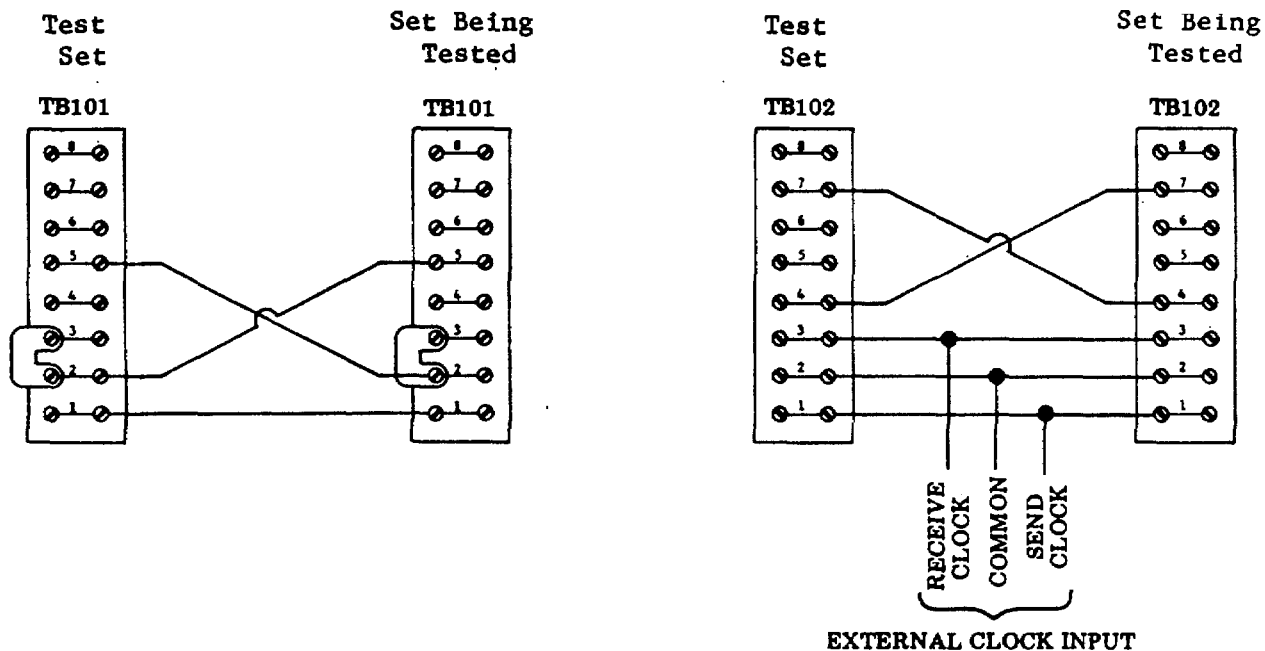 Test
Set
Set Being
Tested
TB101
TB101
8
7
6
5
4
3
2
1
8
7
6
5
4
3
2
1
Test
Set
Set Being
Tested
TB102
TB102
8
7
6
5
4
3
2
1
8
7
6
5
4
3
2
1
RECEIVE
CLOCK
COMMON
SEND
CLOCK
EXTERNAL CLOCK INPUT